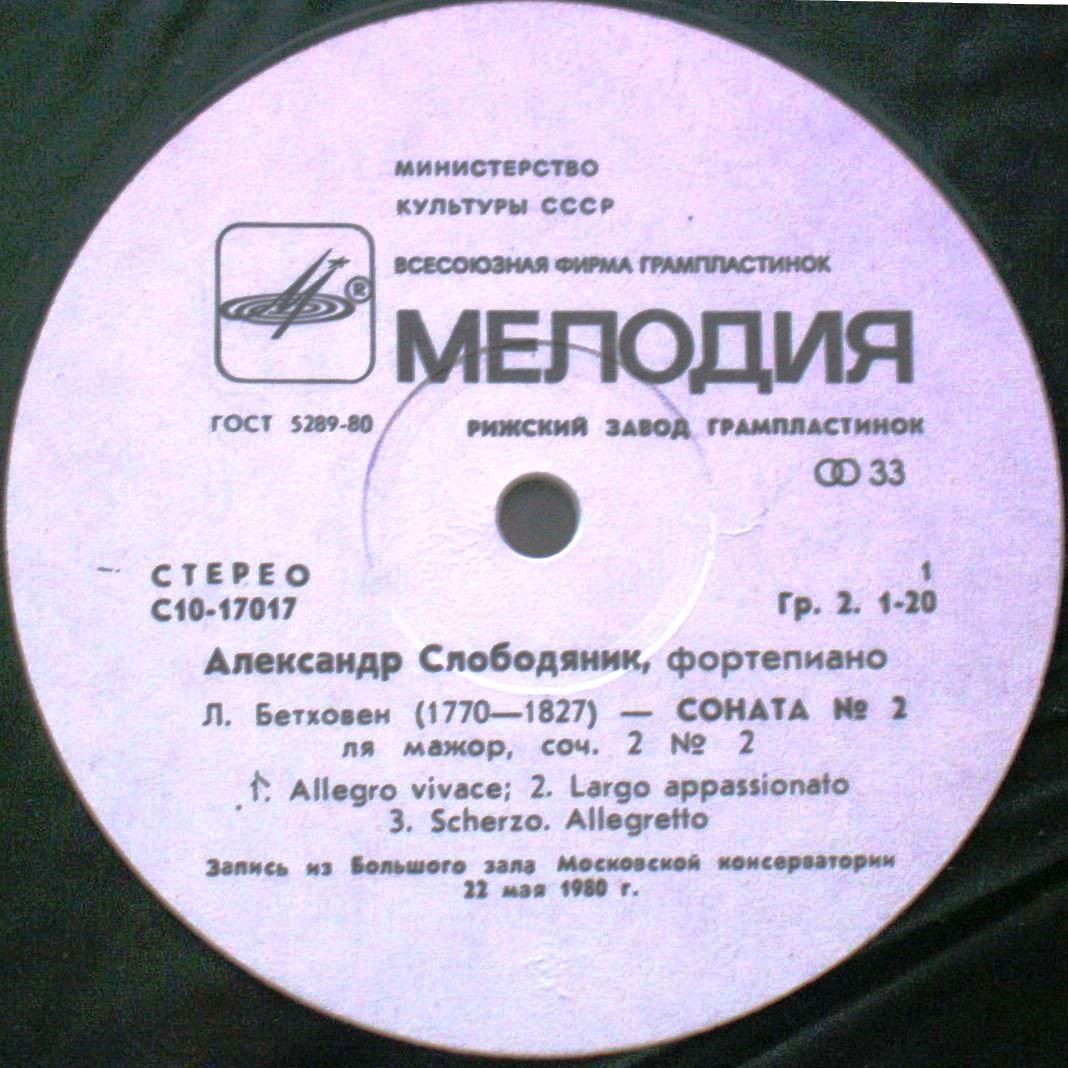 МИНИСТЕРСТВО
КУЛЬТУРЫ СССР
ВСЕСОЮЗНАЯ ФИРМА ГРАМПЛАСТИНОК
®
МЕЛОДИЯ
ГОСТ 5289-80 РИЖСКИЙ ЗАВОД ГРАМПЛАСТИНОК
33
СТЕРЕО 1
С10-17017 Гр. 2. 1-20
Александр Слободяник, фортепиано
Л. Бетховен (1770—1827) — СОНАТА № 2
ля мажор, соч. 2 № 2
1. Allegro vivace; 2. Largo appassionato
3. Scherzo. Allegretto
Запись из Большого зала Московской консерватории
22 мая 1980 г.